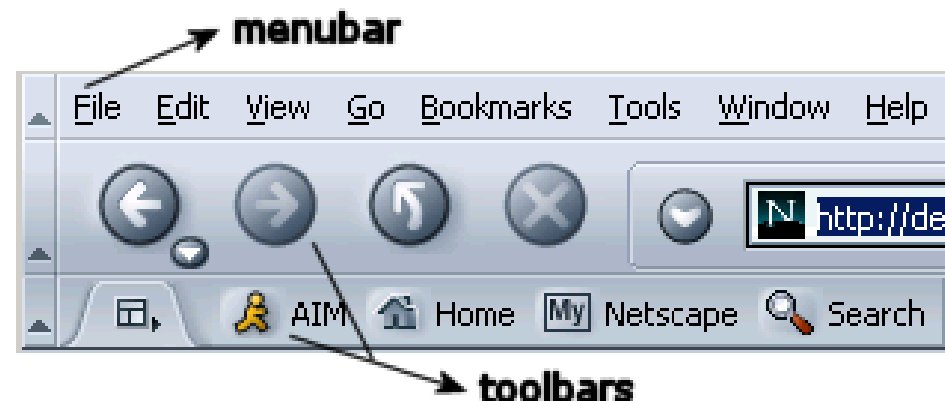 menubar
File Edit View Go Bookmarks Tools Window Help
N http://de
AIM Home My Netscape Search
toolbars